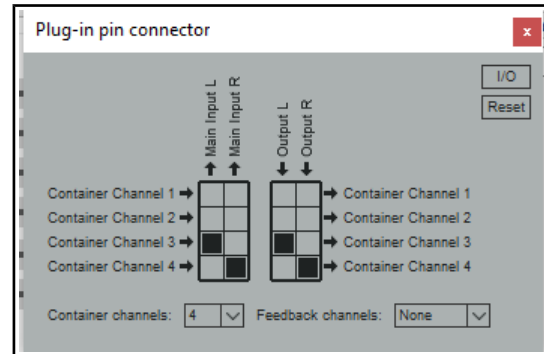 Plug-in pin connector
x
I/O
Reset
Main Input L
Main Input R
Output L
Output R
Container Channel 1
Container Channel 1
Container Channel 2
Container Channel 2
Container Channel 3
Container Channel 3
Container Channel 4
Container Channel 4
Container channels: 4 Feedback channels: None